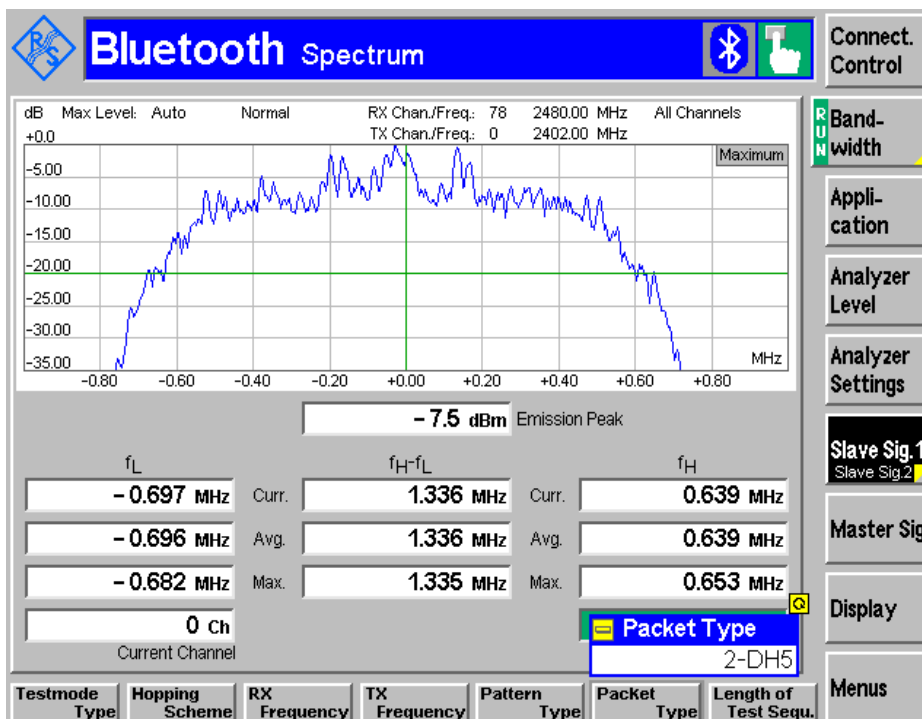 R S
Bluetooth Spectrum
Connect. Control
dB Max Level: Auto Normal RX Chan./Freq.: 78 2480.00 MHz All Channels
TX Chan./Freq.: 0 2402.00 MHz
+0.0
Maximum
-5.00
-10.00
-15.00
-20.00
-25.00
-30.00
-35.00
MHz
-0.80 -0.60 -0.40 -0.20 +0.00 +0.20 +0.40 +0.60 +0.80
-7.5 dBm Emission Peak
fL fH-fL fH
-0.697 MHz Curr. 1.336 MHz Curr. 0.639 MHz
-0.696 MHz Avg. 1.336 MHz Avg. 0.639 MHz
-0.682 MHz Max. 1.335 MHz Max. 0.653 MHz
0 Ch
Current Channel
Q
Packet Type
2-DH5
RUN
Band-
width
Appli-
cation
Analyzer
Level
Analyzer
Settings
Slave Sig.1
Slave Sig.2
Master Sig
Display
Menus
Testmode Type
Hopping Scheme
RX Frequency
TX Frequency
Pattern Type
Packet Type
Length of Test Sequ.